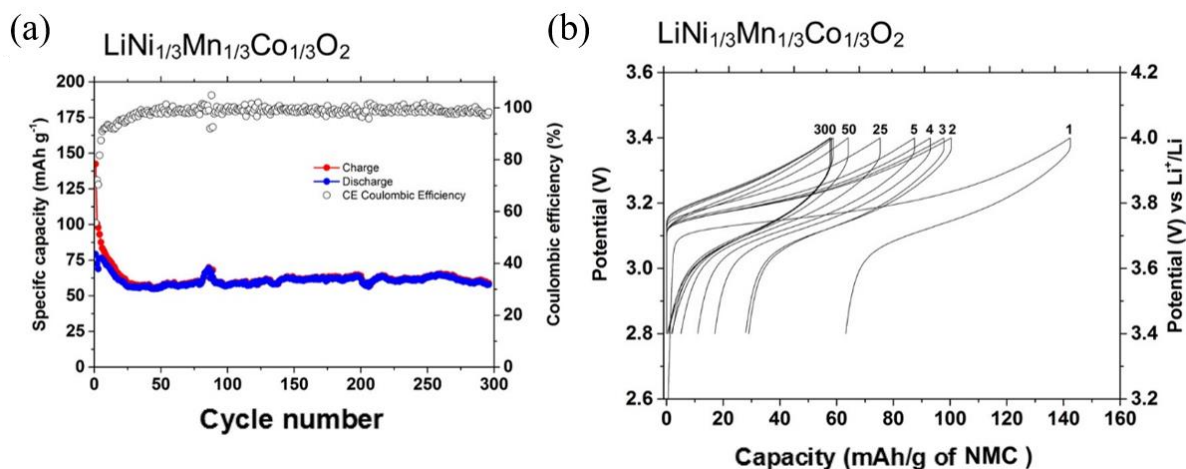 (a)
LiNi1/3Mn1/3Co1/3O2
200
175
150
125
100
75
50
25
0
Specifc capacity (mAh g-1)
Charge
Discharge
CE Coulombic Efficiency
100
80
60
40
20
0
Coulombic efficiency (%)
0 50 100 150 200 250 300
Cycle number
(b)
LiNi1/3Mn1/3Co1/3O2
3.6
3.4
3.2
3.0
2.8
2.6
Potential (V)
300 50 25 5 4 3 2 1
4.2
4.0
3.8
3.6
3.4
3.2
Potential (V) vs Li+/Li
0 20 40 60 80 100 120 140 160
Capacity (mAh/g of NMC )